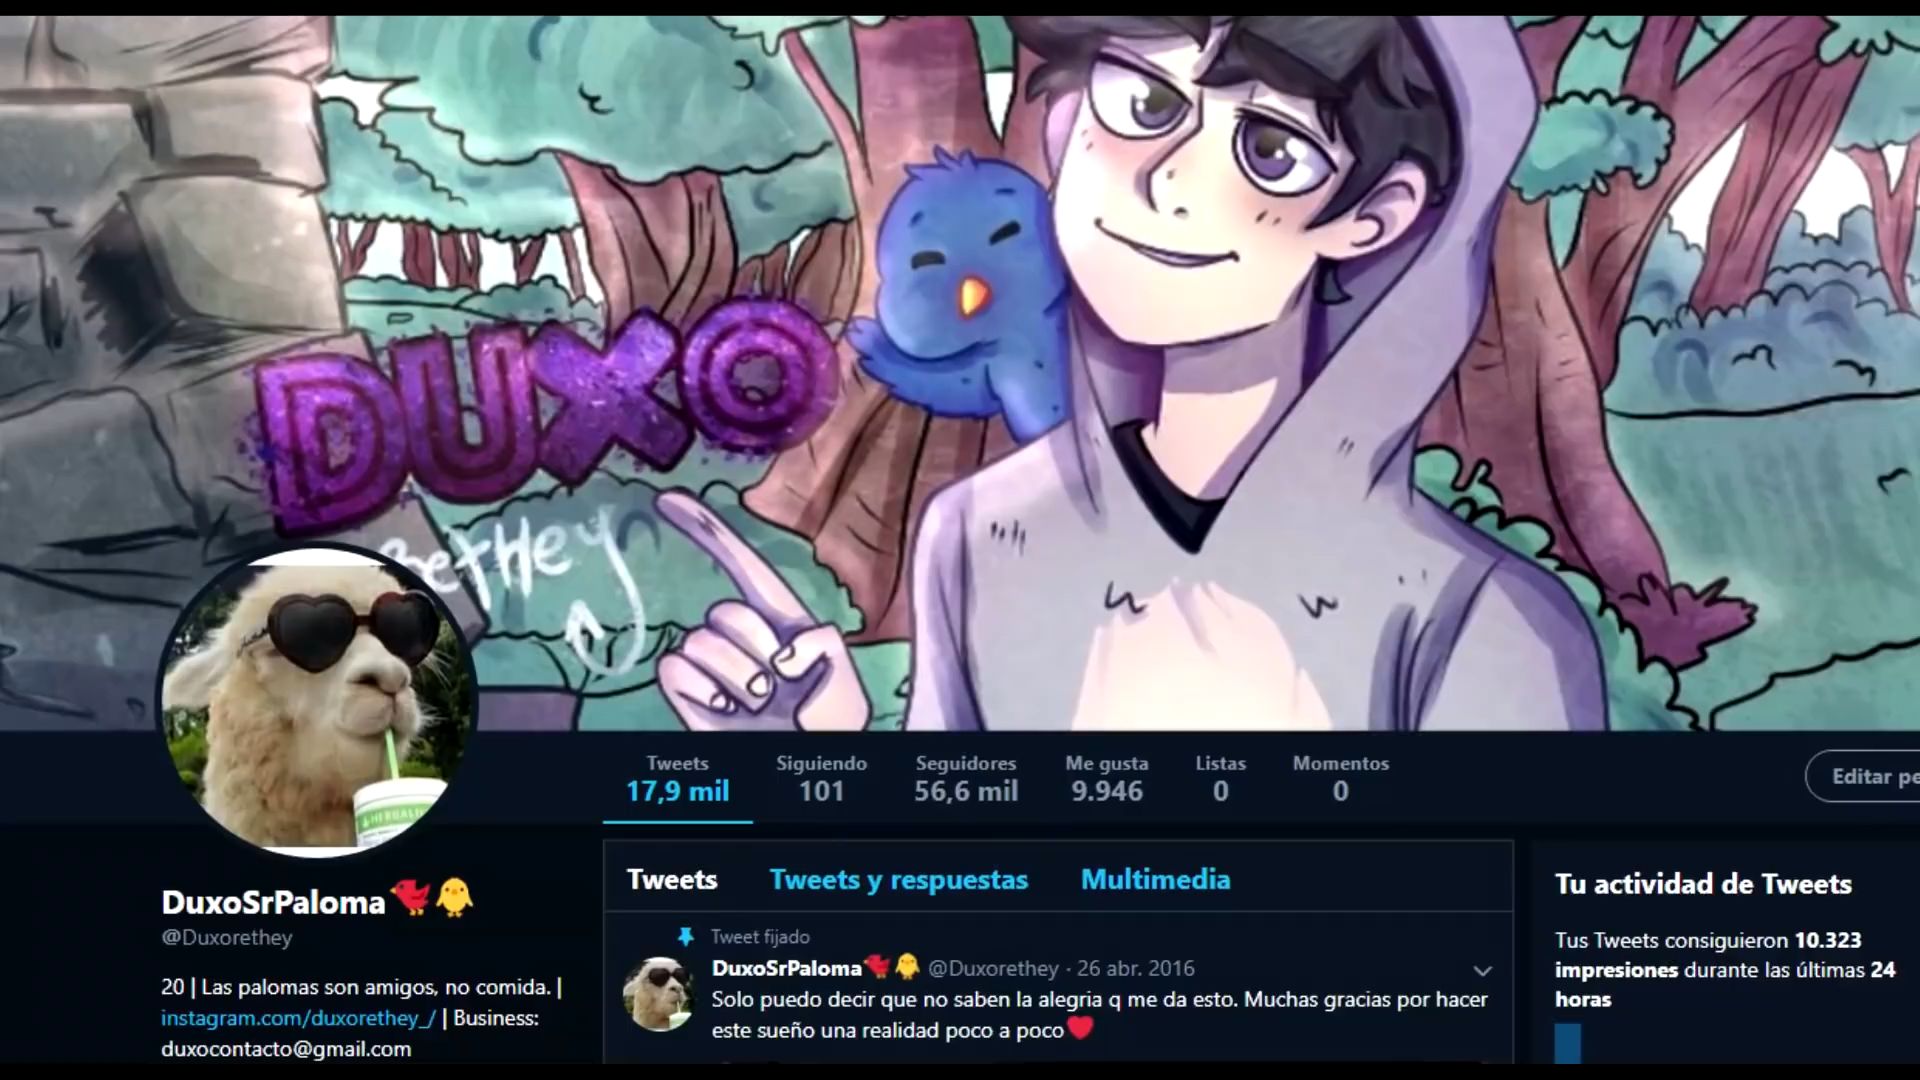 DUXO
etHey
Tweets
17,9 mil
Siguiendo
101
Seguidores
56,6 mil
Me gusta
9.946
Listas
0
Momentos
0
Editar pe
DuxoSrPaloma
@Duxorethey
20 | Las palomas son amigos, no comida. |
instagram.com/duxorethey_/ | Business:
duxocontacto@gmail.com
Tweets
Tweets y respuestas
Multimedia
Tweet fijado
DuxoSrPaloma @Duxorethey · 26 abr. 2016
Solo puedo decir que no saben la alegria q me da esto. Muchas gracias por hacer
este sueño una realidad poco a poco
Tu actividad de Tweets
Tus Tweets consiguieron 10.323
impresiones durante las últimas 24
horas